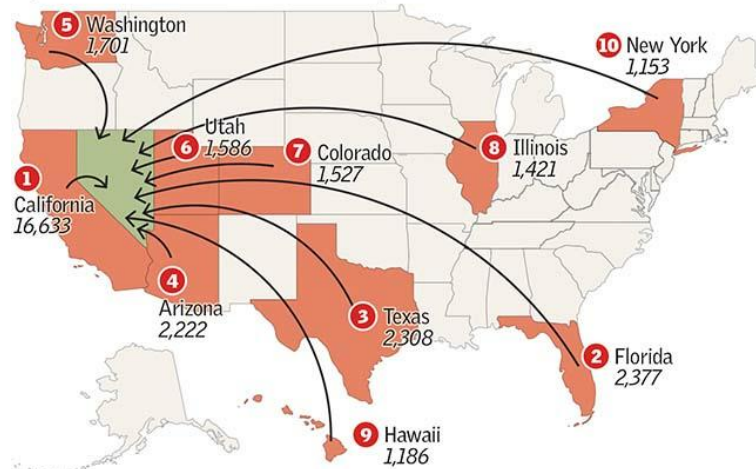 5 Washington
1,701
10 New York
1,153
Utah
6 1,586
7 Colorado
1,527
8 Illinois
1,421
1
California
16,633
4
Arizona
2,222
3 Texas
2,308
2 Florida
2,377
9 Hawaii
1,186